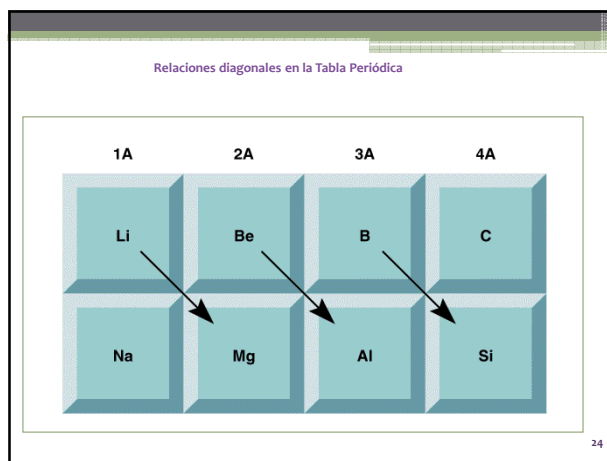 Relaciones diagonales en la Tabla Periódica
1A 2A 3A 4A
Li Be B C
Na Mg Al Si
24